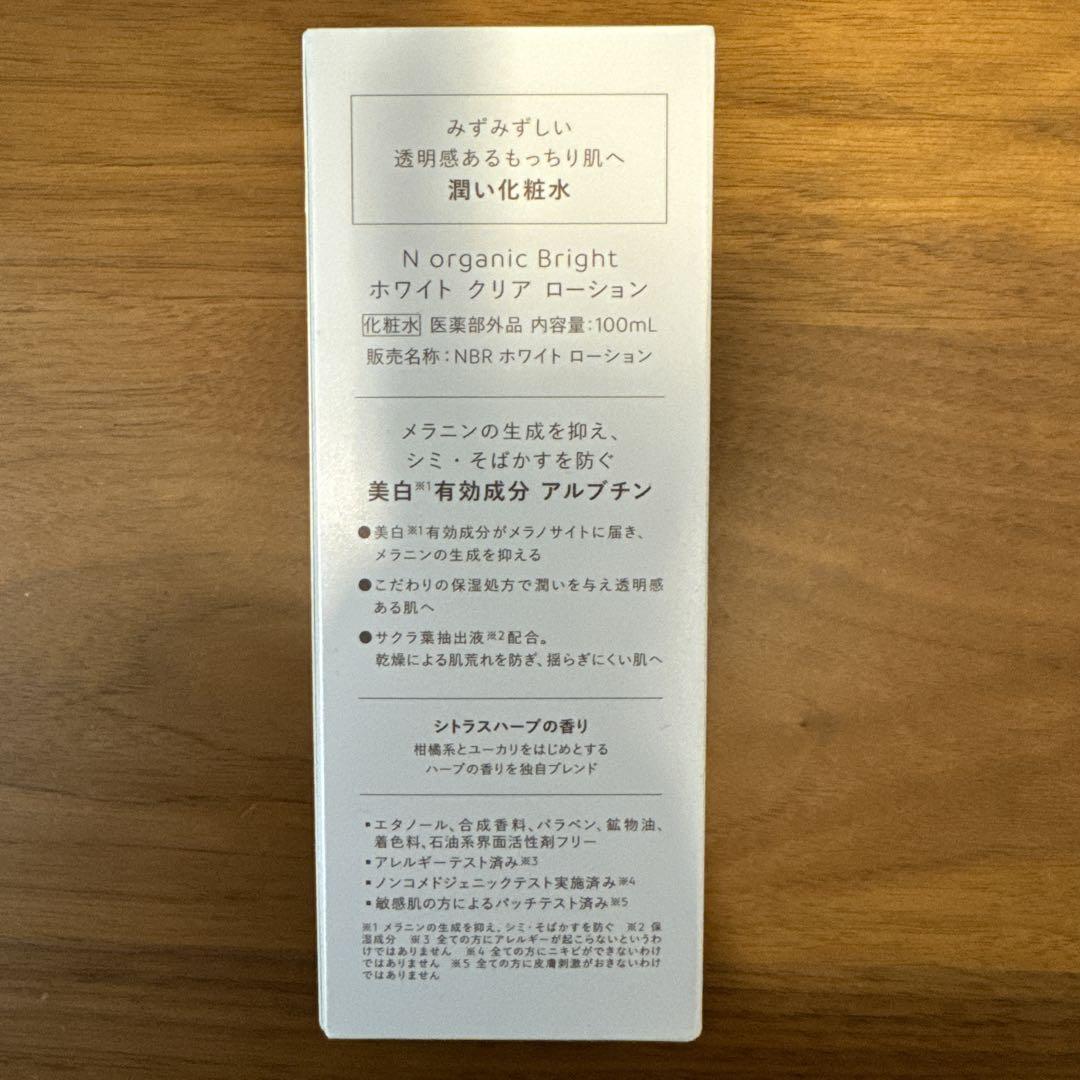 みずみずしい
透明感あるもっちり肌へ
潤い化粧水
N organic Bright
ホワイト クリア ローション
化粧水 医薬部外品 内容量:100mL
販売名称:NBR ホワイト ローション
メラニンの生成を抑え、
シミ・そばかすを防ぐ
美白※1有効成分 アルブチン
●美白※1有効成分がメラノサイトに届き、
メラニンの生成を抑える
●こだわりの保湿処方で潤いを与え透明感
ある肌へ
●サクラ葉抽出液※2配合。
乾燥による肌荒れを防ぎ、揺らぎにくい肌へ
シトラスハーブの香り
柑橘系とユーカリをはじめとする
ハーブの香りを独自ブレンド
▪エタノール、合成香料、パラベン、鉱物油、
着色料、石油系界面活性剤フリー
▪アレルギーテスト済み※3
▪ノンコメドジェニックテスト実施済み※4
▪敏感肌の方によるパッチテスト済み※5
※1 メラニンの生成を抑え、シミ・そばかすを防ぐ ※2 保
湿成分 ※3 全ての方にアレルギーが起こらないというわ
けではありません ※4 全ての方にニキビができないわけ
ではありません ※5 全ての方に皮膚刺激がおきないわけ
ではありません